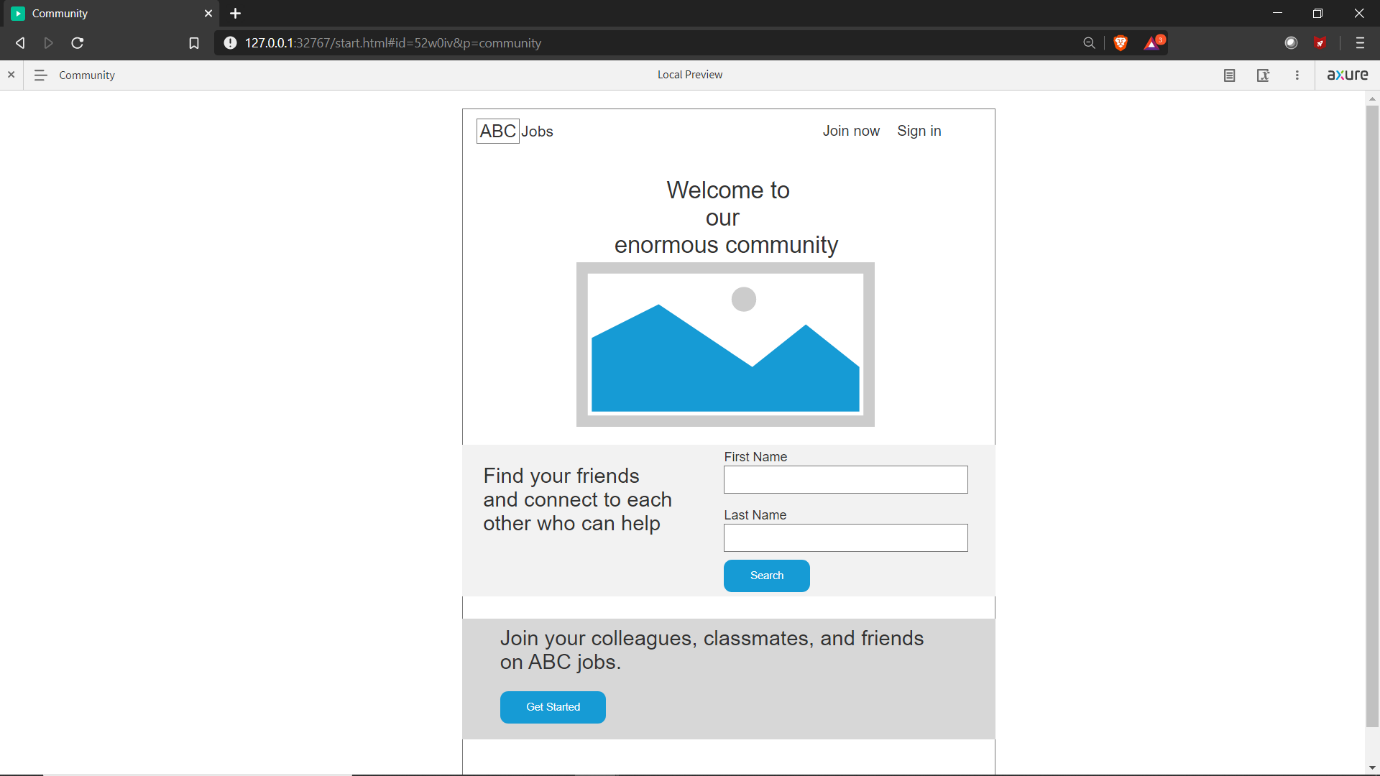 Community
127.0.0.1:32767/start.html#id=52w0iv&p=community
3
Community
Local Preview
axure
ABC Jobs
Join now
Sign in
Welcome to
our
enormous community
Find your friends
and connect to each
other who can help
First Name
Last Name
Search
Join your colleagues, classmates, and friends
on ABC jobs.
Get Started